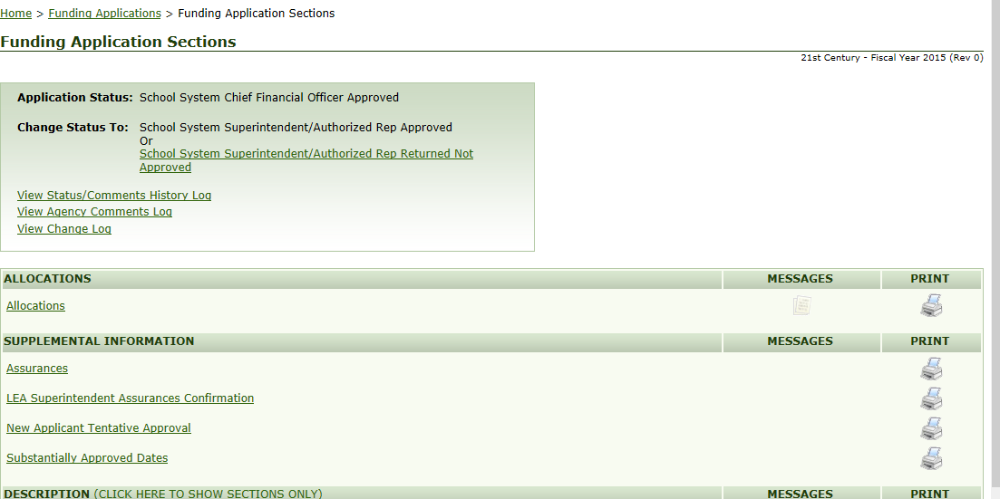 Home > Funding Applications > Funding Application Sections
Funding Application Sections
21st Century - Fiscal Year 2015 (Rev 0)
Application Status: School System Chief Financial Officer Approved
Change Status To: School System Superintendent/Authorized Rep Approved
Or
School System Superintendent/Authorized Rep Returned Not
Approved
View Status/Comments History Log
View Agency Comments Log
View Change Log
ALLOCATIONS MESSAGES PRINT
Allocations
SUPPLEMENTAL INFORMATION MESSAGES PRINT
Assurances
LEA Superintendent Assurances Confirmation
New Applicant Tentative Approval
Substantially Approved Dates
DESCRIPTION (CLICK HERE TO SHOW SECTIONS ONLY) MESSAGES PRINT